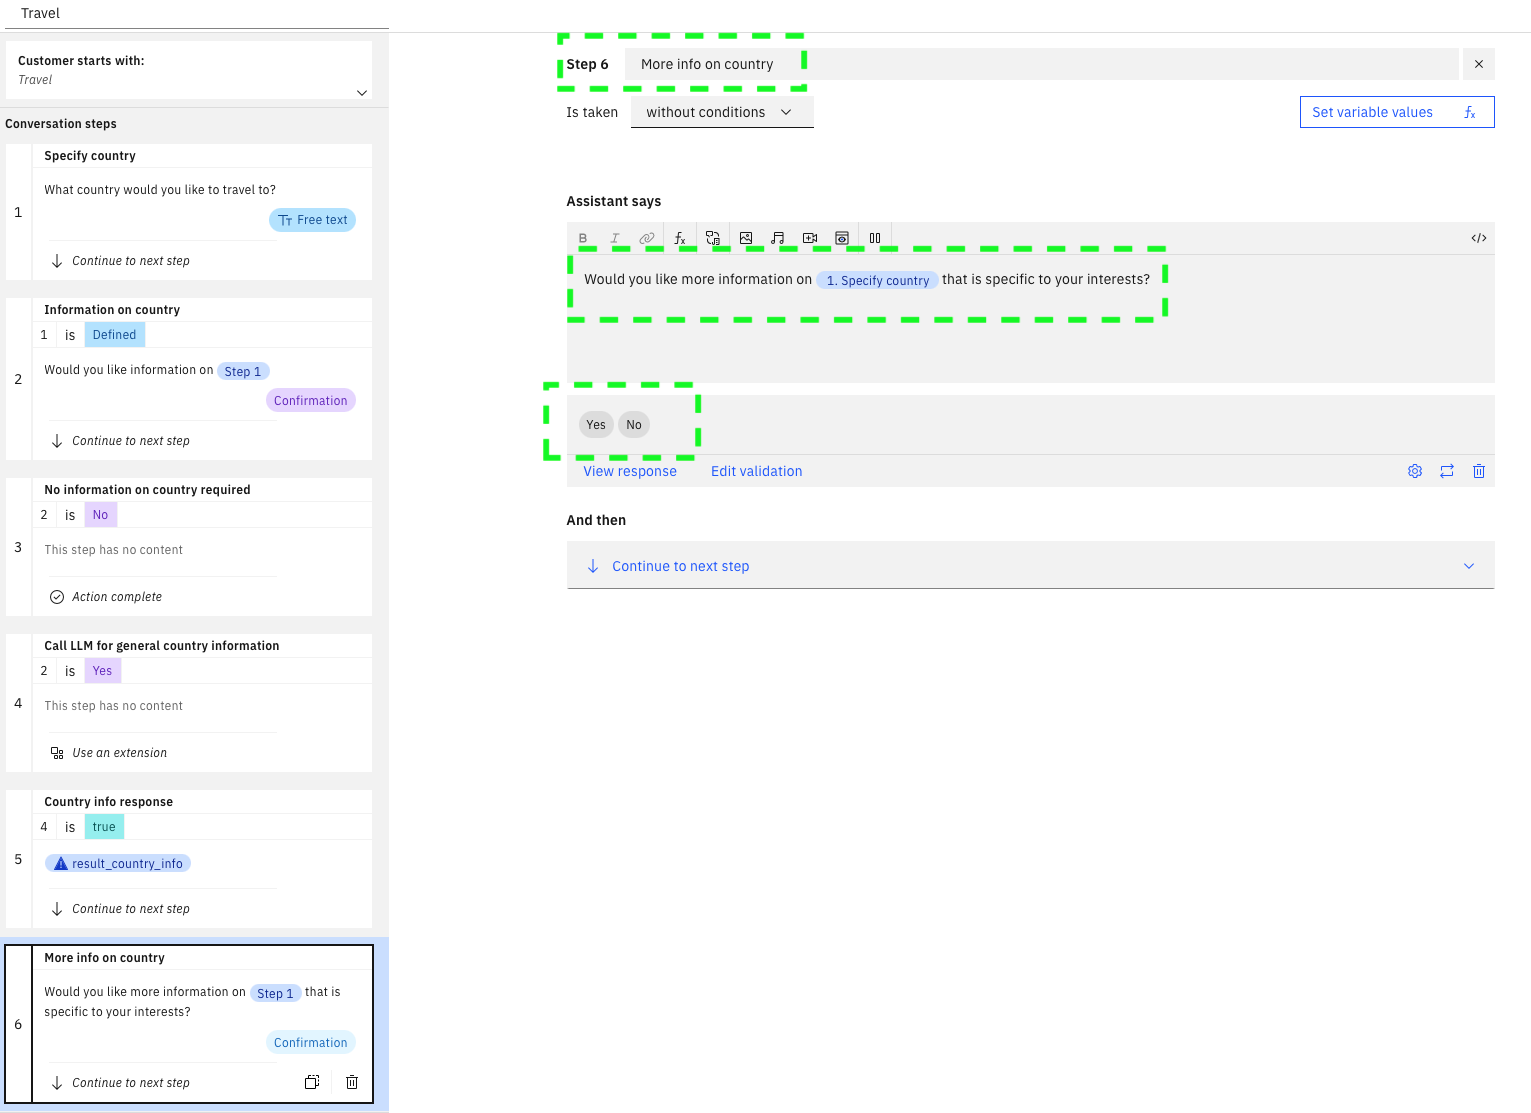 Travel
Customer starts with:
Travel
Conversation steps
1
Specify country
What country would you like to travel to?
Free text
Continue to next step
2
Information on country
1 is Defined
Would you like information on Step 1
Confirmation
Continue to next step
3
No information on country required
2 is No
This step has no content
Action complete
4
Call LLM for general country information
2 is Yes
This step has no content
Use an extension
5
Country info response
4 is true
result_country_info
Continue to next step
6
More info on country
Would you like more information on Step 1 that is
specific to your interests?
Confirmation
Continue to next step
Step 6 More info on country
Is taken without conditions
Set variable values fx
Assistant says
B I fx </>
Would you like more information on 1. Specify country that is specific to your interests?
Yes No
View response Edit validation
And then
Continue to next step